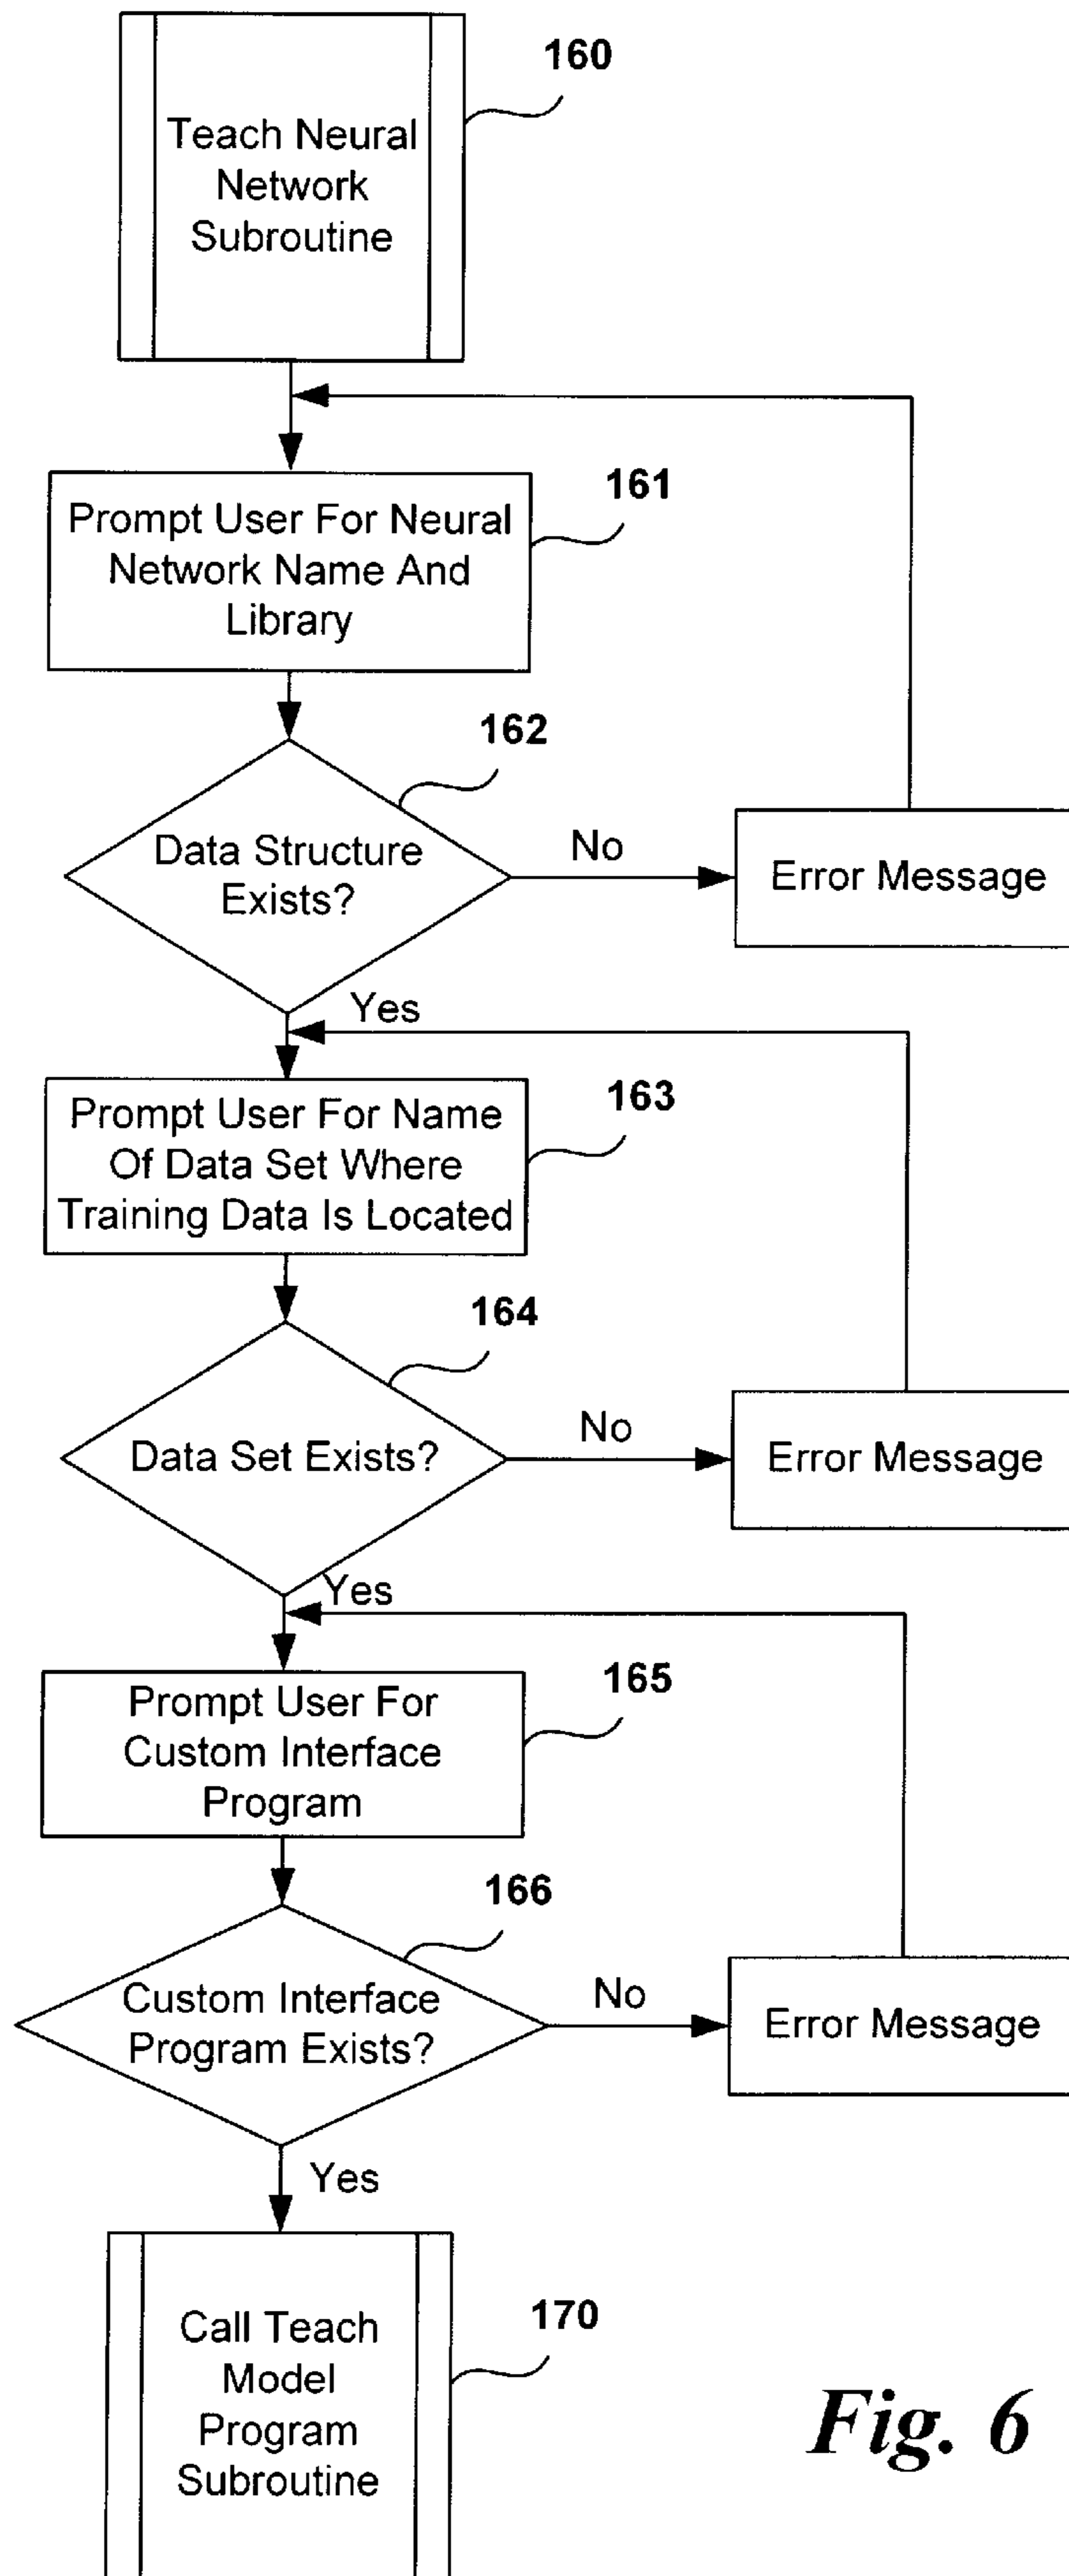 160
Teach Neural
Network
Subroutine
161
Prompt User For Neural
Network Name And
Library
162
Data Structure
Exists?
No
Error Message
Yes
163
Prompt User For Name
Of Data Set Where
Training Data Is Located
164
Data Set Exists?
No
Error Message
Yes
165
Prompt User For
Custom Interface
Program
166
Custom Interface
Program Exists?
No
Error Message
Yes
170
Call Teach
Model
Program
Subroutine
Fig. 6